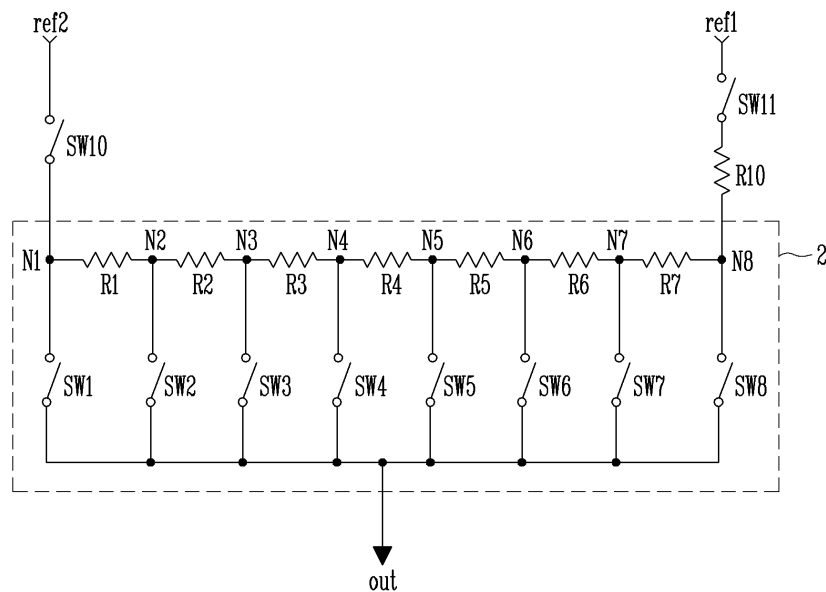 ref2 ref1
SW11
SW10
R10
N1 N2 N3 N4 N5 N6 N7 N8 2
R1 R2 R3 R4 R5 R6 R7
SW1 SW2 SW3 SW4 SW5 SW6 SW7 SW8
out